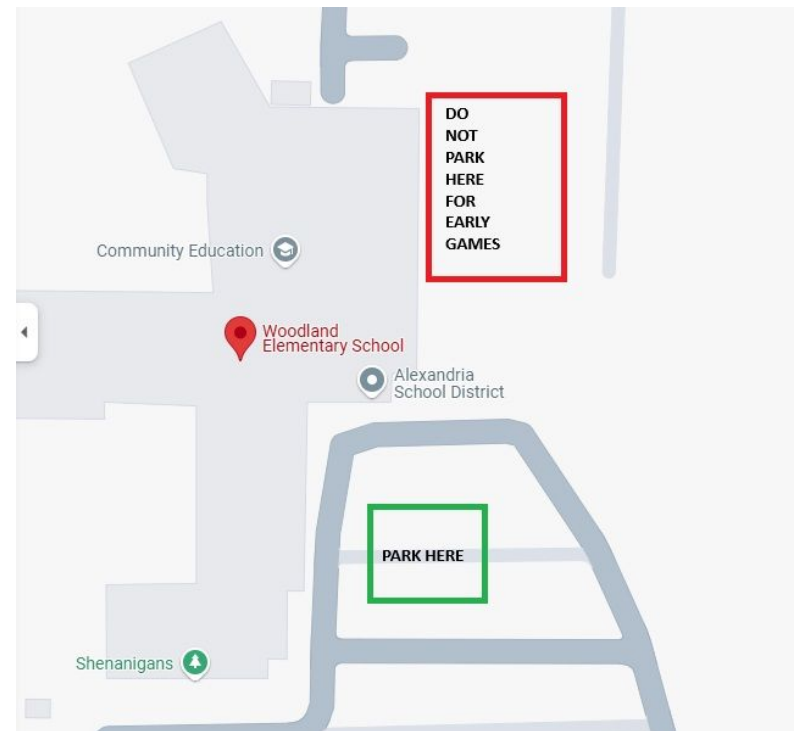 DO
NOT
PARK
HERE
FOR
EARLY
GAMES
Community Education
Woodland
Elementary School
Alexandria
School District
PARK HERE
Shenanigans